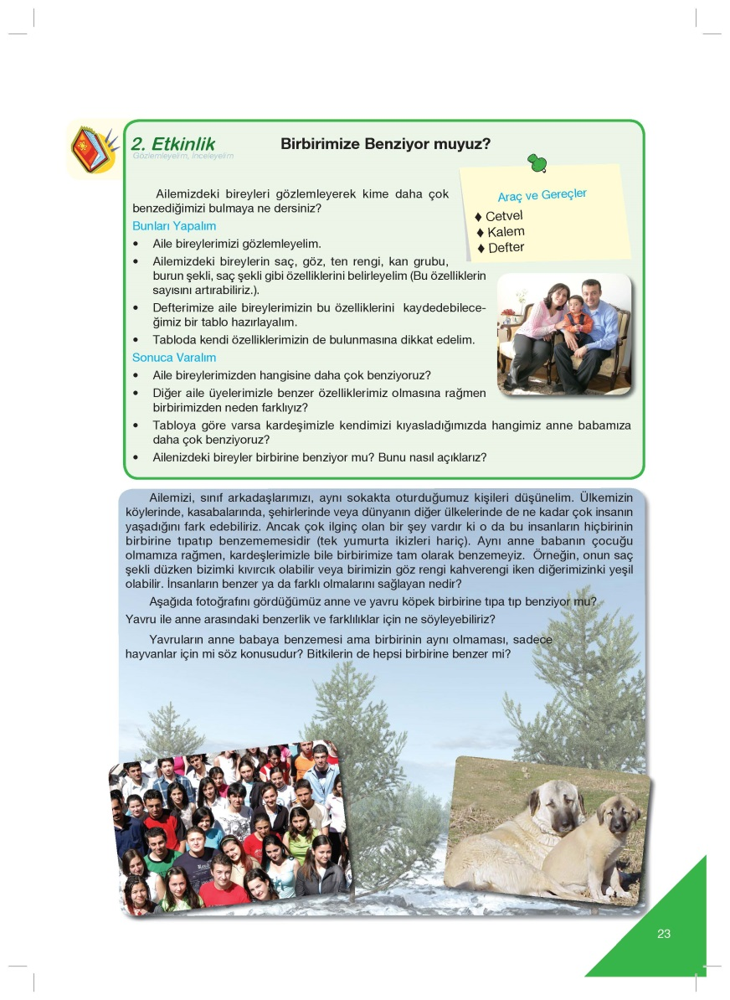 2. Etkinlik
Birbirimize Benziyor muyuz?
Gözlemleyelim, inceleyelim
Ailemizdeki bireyleri gözlemleyerek kime daha çok
benzediğimizi bulmaya ne dersiniz?
Araç ve Gereçler
♦ Cetvel
♦ Kalem
♦ Defter
Bunları Yapalım
• Aile bireylerimizi gözlemleyelim.
• Ailemizdeki bireylerin saç, göz, ten rengi, kan grubu,
burun şekli, saç şekli gibi özelliklerini belirleyelim (Bu özelliklerin
sayısını artırabiliriz.).
• Defterimize aile bireylerimizin bu özelliklerini kaydedebilece-
ğimiz bir tablo hazırlayalım.
• Tabloda kendi özelliklerimizin de bulunmasına dikkat edelim.
Sonuca Varalım
• Aile bireylerimizden hangisine daha çok benziyoruz?
• Diğer aile üyelerimizle benzer özelliklerimiz olmasına rağmen
birbirimizden neden farklıyız?
• Tabloya göre varsa kardeşimizle kendimizi kıyasladığımızda hangimiz anne babamıza
daha çok benziyoruz?
• Ailenizdeki bireyler birbirine benziyor mu? Bunu nasıl açıklarız?
Ailemizi, sınıf arkadaşlarımızı, aynı sokakta oturduğumuz kişileri düşünelim. Ülkemizin
köylerinde, kasabalarında, şehirlerinde veya dünyanın diğer ülkelerinde de ne kadar çok insanın
yaşadığını fark edebiliriz. Ancak çok ilginç olan bir şey vardır ki o da bu insanların hiçbirinin
birbirine tıpatıp benzememesidir (tek yumurta ikizleri hariç). Aynı anne babanın çocuğu
olmamıza rağmen, kardeşlerimizle bile birbirimize tam olarak benzemeyiz. Örneğin, onun saç
şekli düzken bizimki kıvırcık olabilir veya birimizin göz rengi kahverengi iken diğerimizinki yeşil
olabilir. İnsanların benzer ya da farklı olmalarını sağlayan nedir?
Aşağıda fotoğrafını gördüğümüz anne ve yavru köpek birbirine tıpa tıp benziyor mu?
Yavru ile anne arasındaki benzerlik ve farklılıklar için ne söyleyebiliriz?
Yavruların anne babaya benzemesi ama birbirinin aynı olmaması, sadece
hayvanlar için mi söz konusudur? Bitkilerin de hepsi birbirine benzer mi?
23